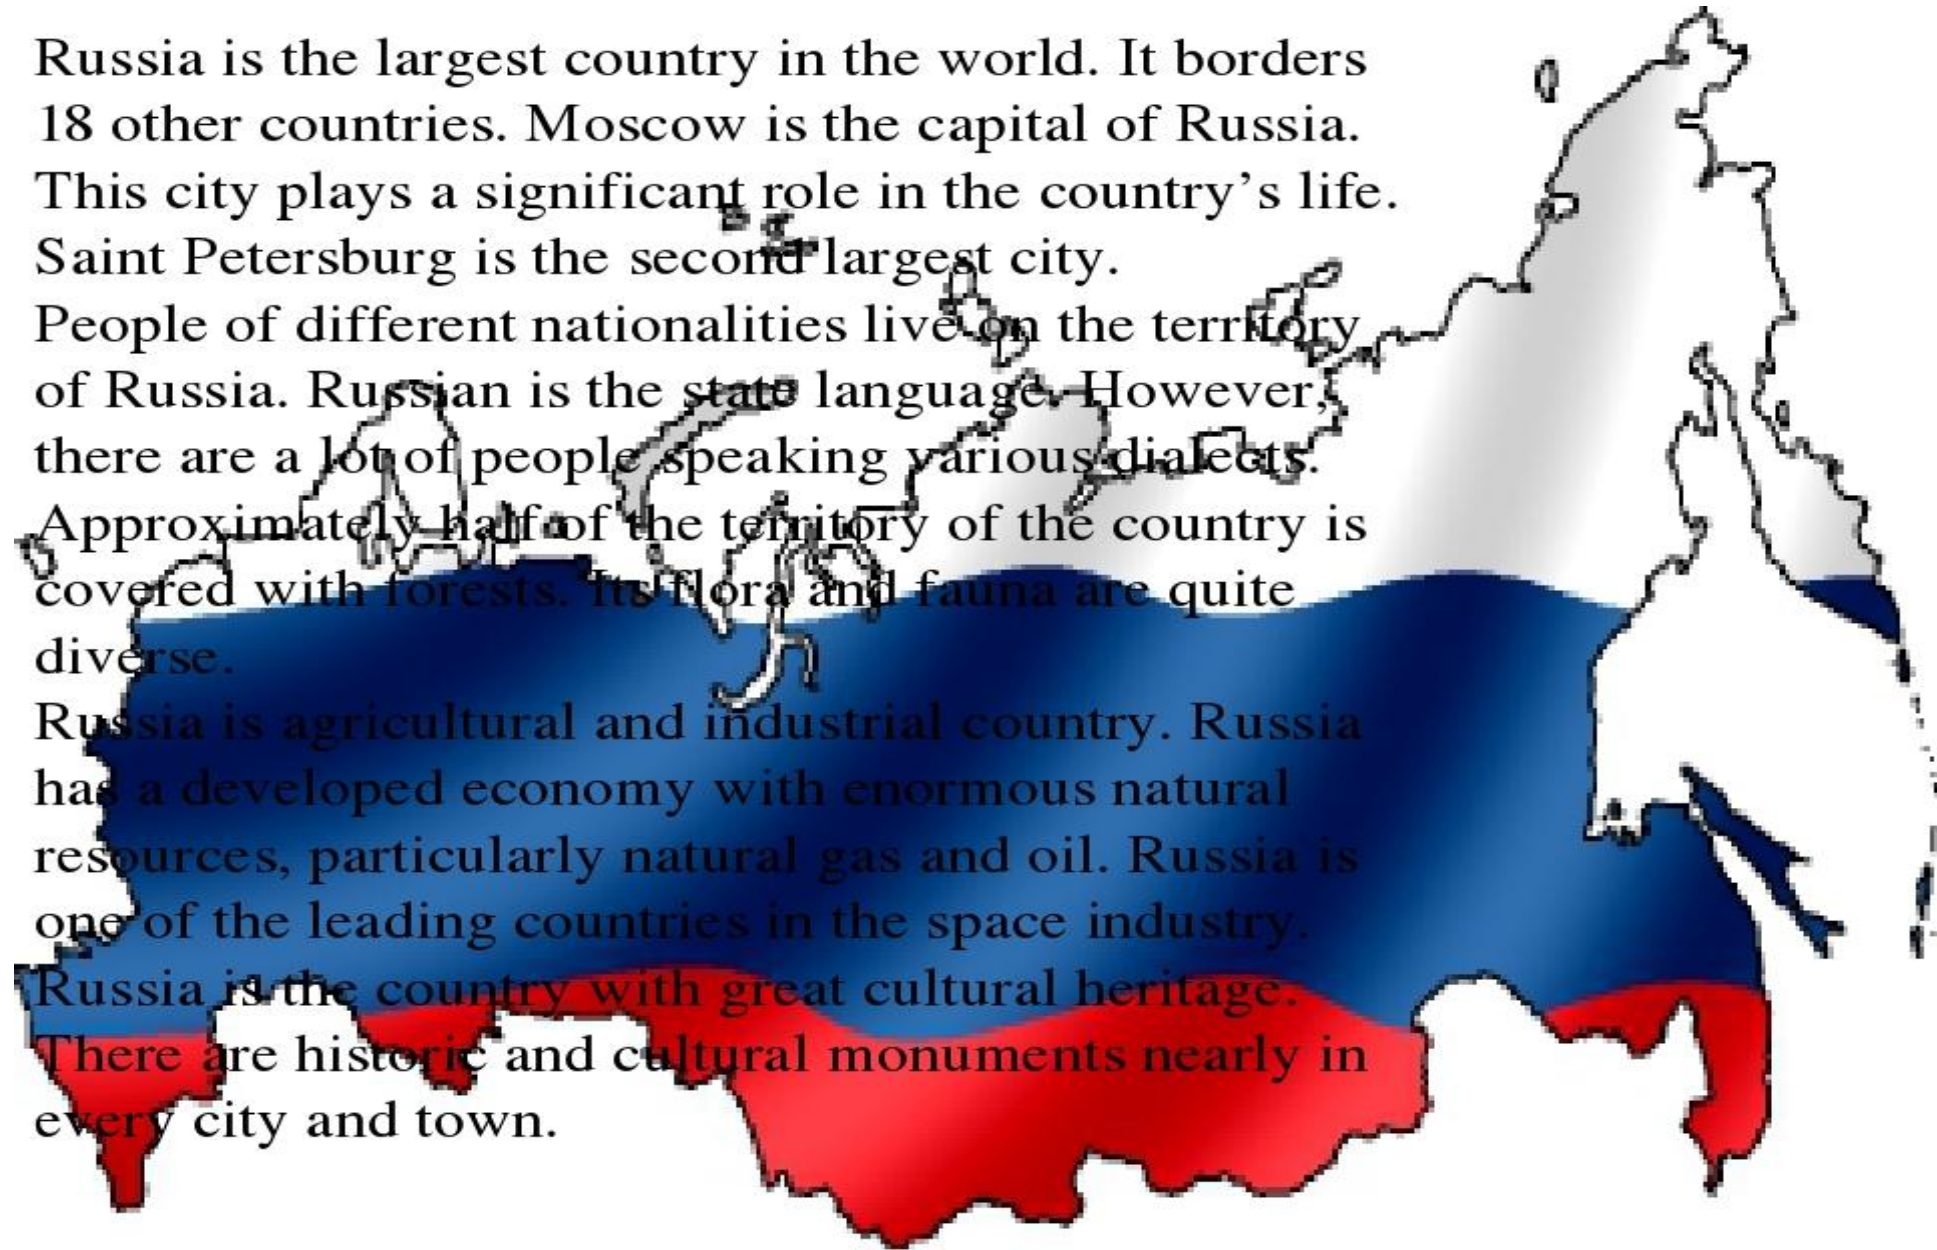 Russia is the largest country in the world. It borders
18 other countries. Moscow is the capital of Russia.
This city plays a significant role in the country’s life.
Saint Petersburg is the second largest city.
People of different nationalities live on the territory
of Russia. Russian is the state language. However,
there are a lot of people speaking various dialects.
Approximately half of the territory of the country is
covered with forests. Its flora and fauna are quite
diverse.
Russia is agricultural and industrial country. Russia
has a developed economy with enormous natural
resources, particularly natural gas and oil. Russia is
one of the leading countries in the space industry.
Russia is the country with great cultural heritage.
There are historic and cultural monuments nearly in
every city and town.